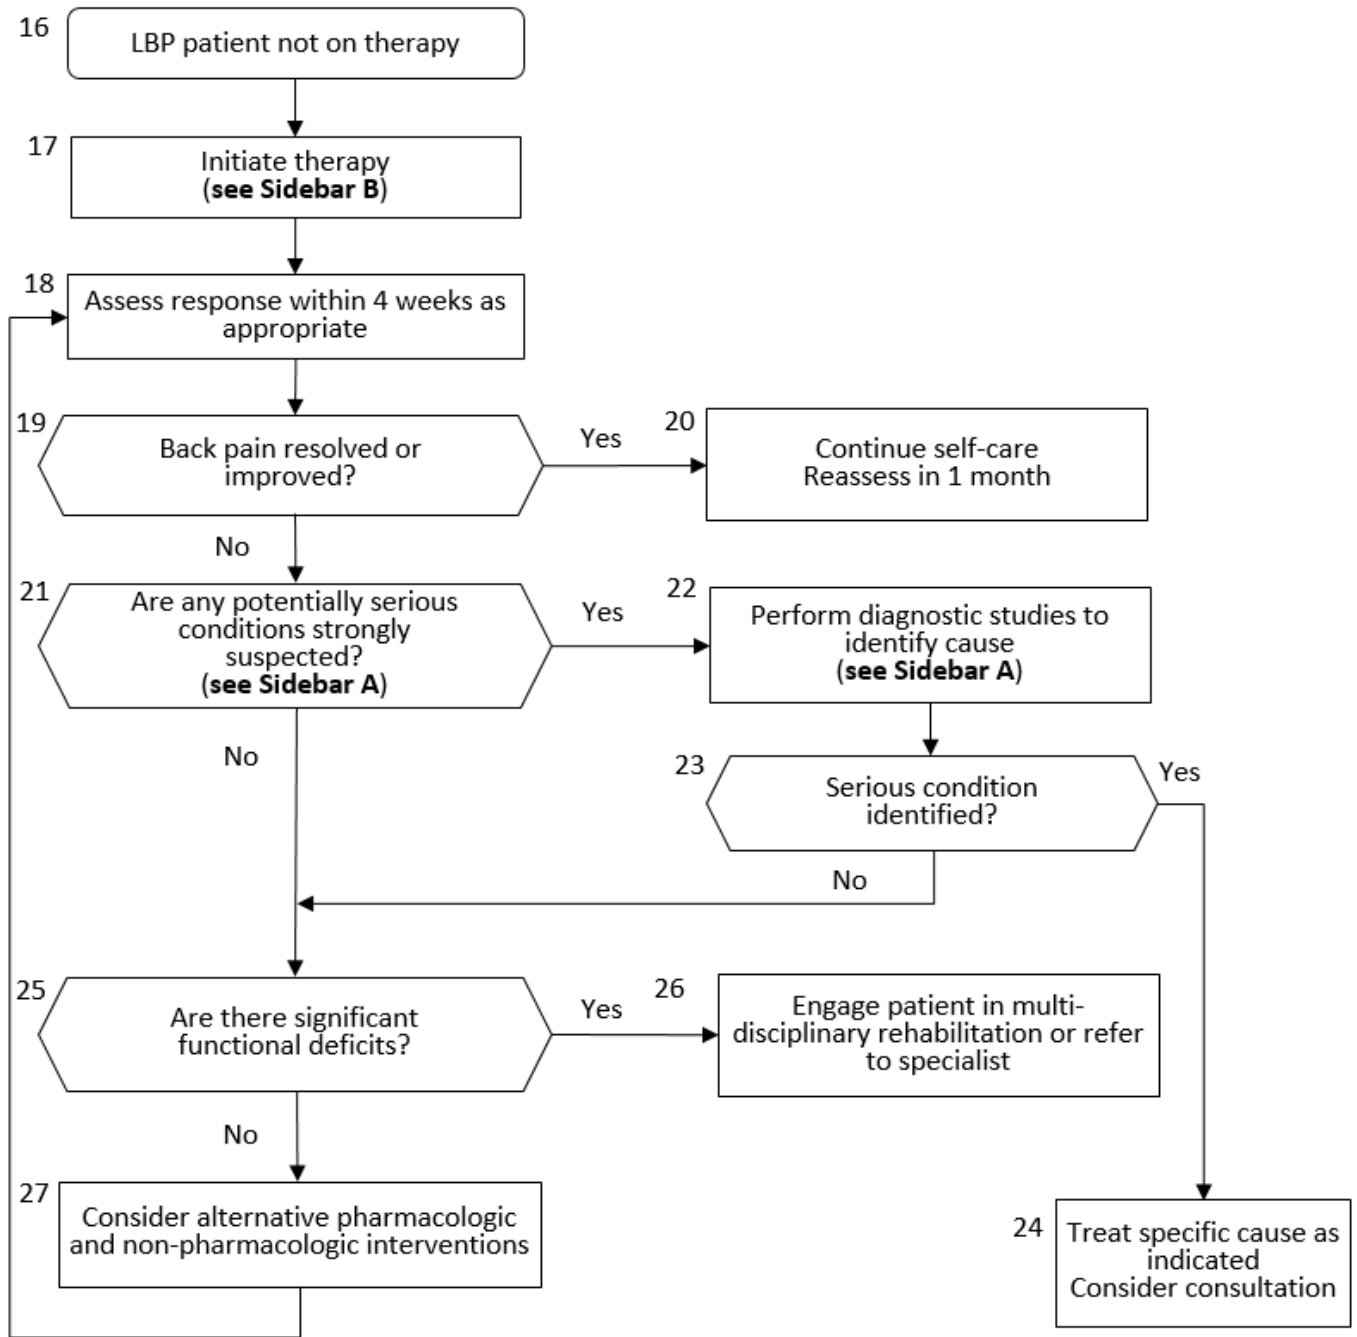 16
LBP patient not on therapy
17
Initiate therapy
(see Sidebar B)
18
Assess response within 4 weeks as
appropriate
19
Back pain resolved or
improved?
Yes
20
Continue self-care
Reassess in 1 month
No
21
Are any potentially serious
conditions strongly
suspected?
(see Sidebar A)
Yes
22
Perform diagnostic studies to
identify cause
(see Sidebar A)
No
23
Serious condition
identified?
Yes
No
25
Are there significant
functional deficits?
Yes
26
Engage patient in multi-
disciplinary rehabilitation or refer
to specialist
No
27
Consider alternative pharmacologic
and non-pharmacologic interventions
24
Treat specific cause as
indicated
Consider consultation